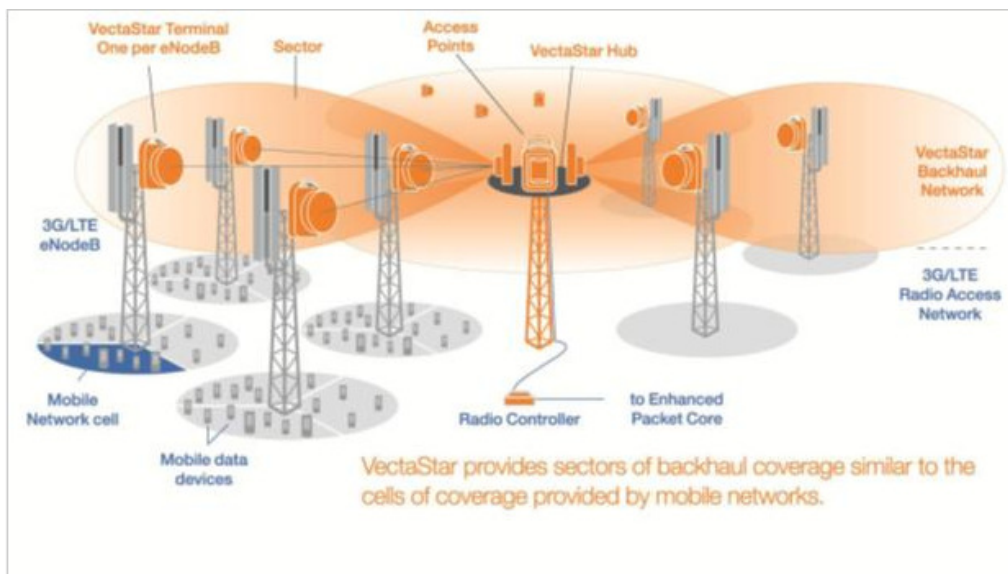 VectaStar Terminal
One per eNodeB
Sector
Access
Points
VectaStar Hub
VectaStar
Backhaul
Network
3G/LTE
eNodeB
3G/LTE
Radio Access
Network
Mobile
Network cell
Mobile data
devices
Radio Controller
to Enhanced
Packet Core
VectaStar provides sectors of backhaul coverage similar to the
cells of coverage provided by mobile networks.